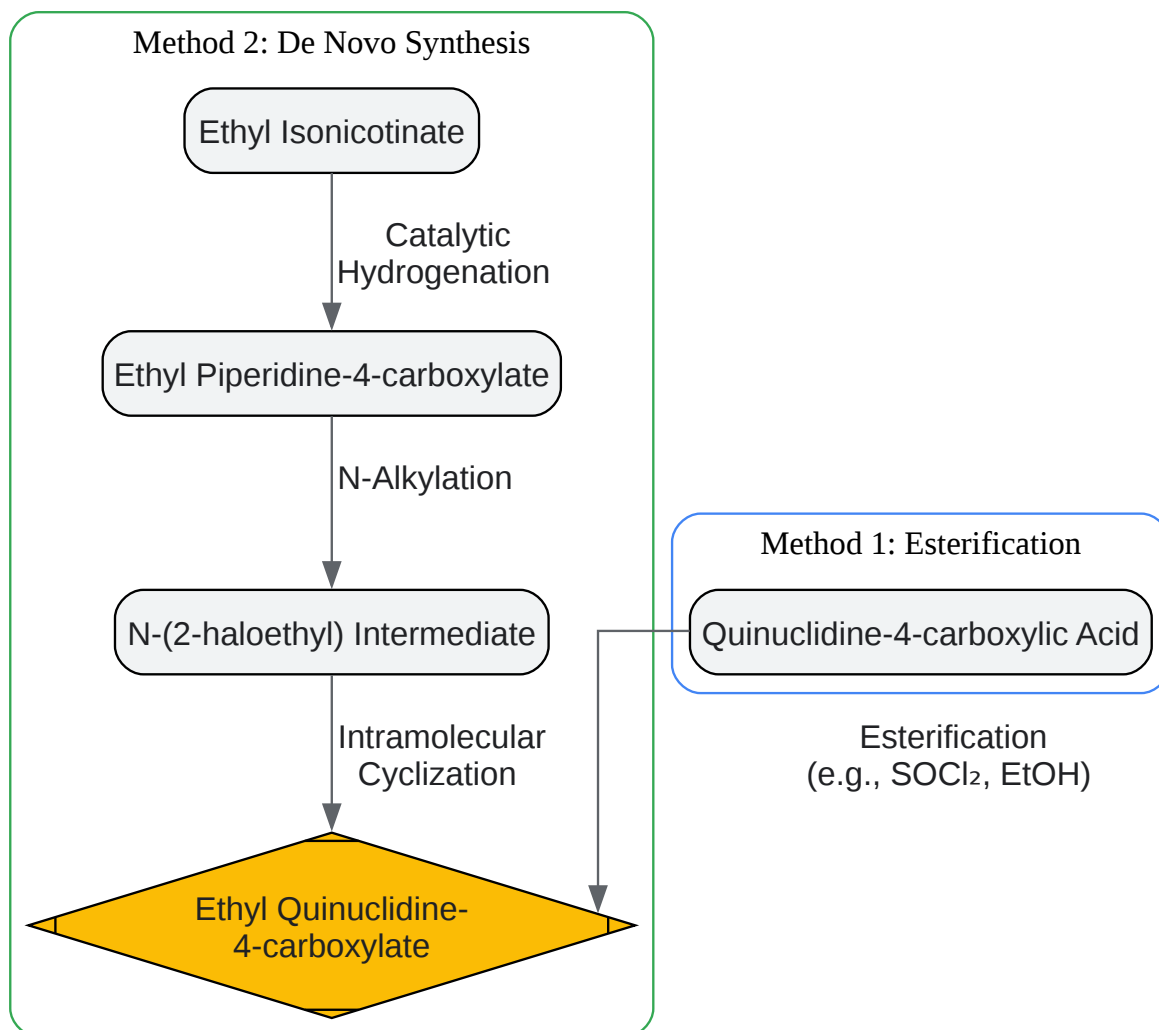 Method 2: De Novo Synthesis
Ethyl Isonicotinate
Catalytic
Hydrogenation
Ethyl Piperidine-4-carboxylate
N-Alkylation
N-(2-haloethyl) Intermediate
Intramolecular
Cyclization
Ethyl Quinuclidine-
4-carboxylate
Method 1: Esterification
Quinuclidine-4-carboxylic Acid
Esterification
(e.g., SOCl₂, EtOH)